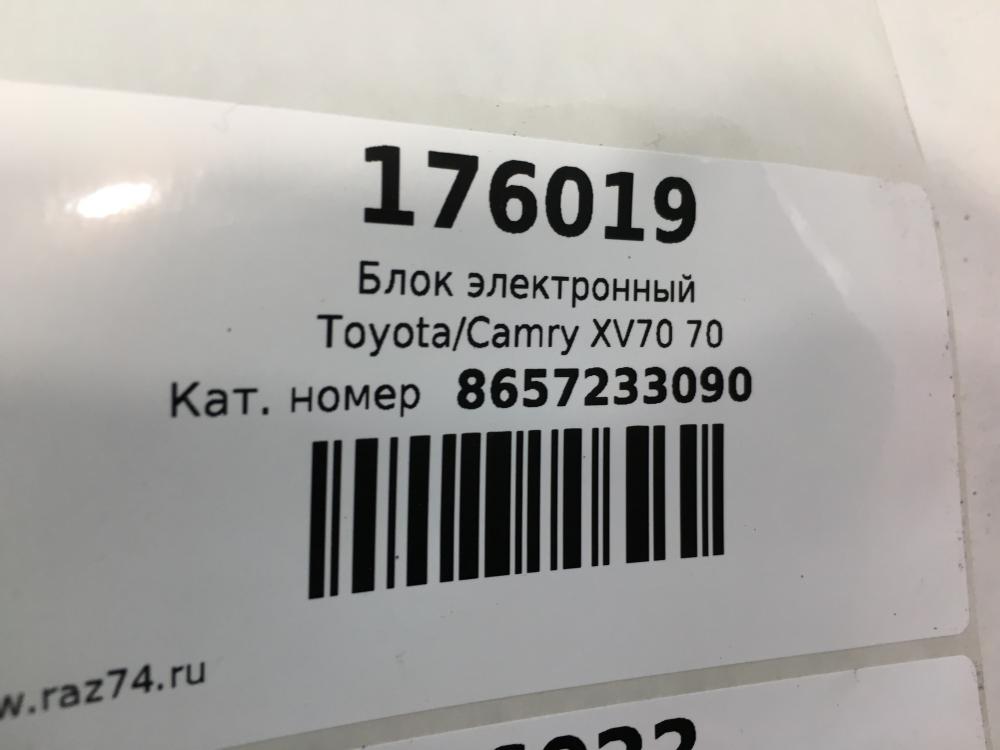 176019
Блок электронный
Toyota/Camry XV70 70
Кат. номер 8657233090
w.raz74.ru